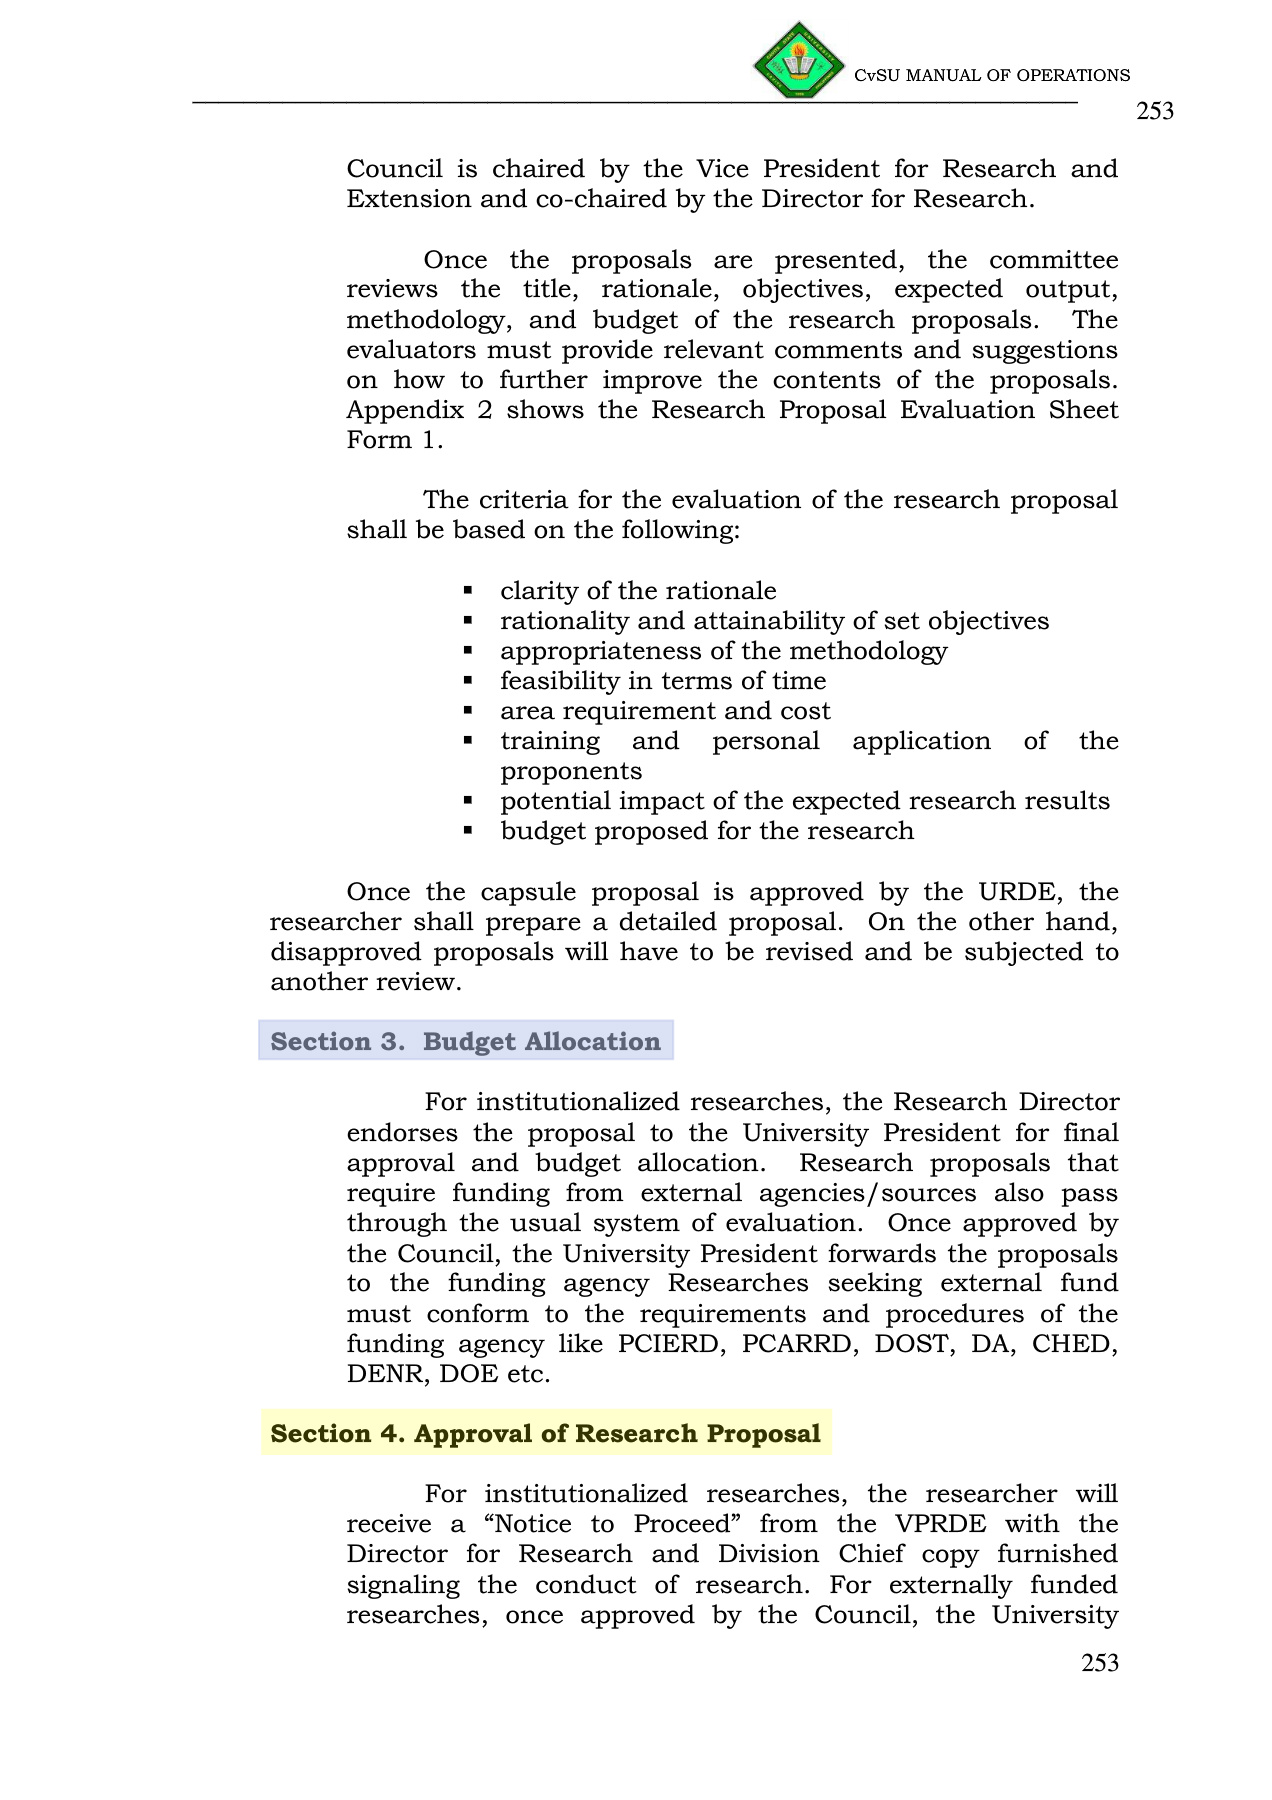 CvSU MANUAL OF OPERATIONS
253
Council is chaired by the Vice President for Research and
Extension and co-chaired by the Director for Research.
Once the proposals are presented, the committee
reviews the title, rationale, objectives, expected output,
methodology, and budget of the research proposals. The
evaluators must provide relevant comments and suggestions
on how to further improve the contents of the proposals.
Appendix 2 shows the Research Proposal Evaluation Sheet
Form 1.
The criteria for the evaluation of the research proposal
shall be based on the following:
▪ clarity of the rationale
▪ rationality and attainability of set objectives
▪ appropriateness of the methodology
▪ feasibility in terms of time
▪ area requirement and cost
▪ training and personal application of the
proponents
▪ potential impact of the expected research results
▪ budget proposed for the research
Once the capsule proposal is approved by the URDE, the
researcher shall prepare a detailed proposal. On the other hand,
disapproved proposals will have to be revised and be subjected to
another review.
Section 3. Budget Allocation
For institutionalized researches, the Research Director
endorses the proposal to the University President for final
approval and budget allocation. Research proposals that
require funding from external agencies/sources also pass
through the usual system of evaluation. Once approved by
the Council, the University President forwards the proposals
to the funding agency Researches seeking external fund
must conform to the requirements and procedures of the
funding agency like PCIERD, PCARRD, DOST, DA, CHED,
DENR, DOE etc.
Section 4. Approval of Research Proposal
For institutionalized researches, the researcher will
receive a “Notice to Proceed” from the VPRDE with the
Director for Research and Division Chief copy furnished
signaling the conduct of research. For externally funded
researches, once approved by the Council, the University
253